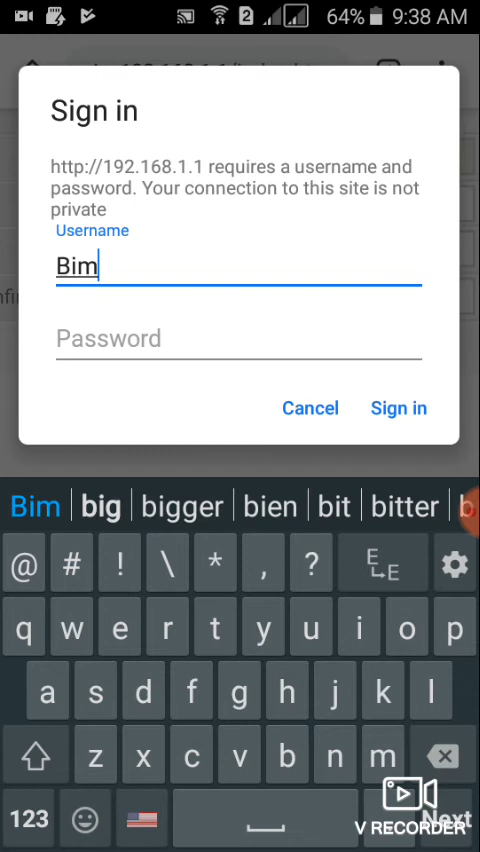 2 64% 9:38 AM
Sign in
http://192.168.1.1 requires a username and
password. Your connection to this site is not
private
Username
Bim
Password
Cancel Sign in
Bim big bigger bien bit bitter b
@ # ! \ * , ? E E
q w e r t y u i o p
a s d f g h j k l
z x c v b n m
123 Next
V RECORDER